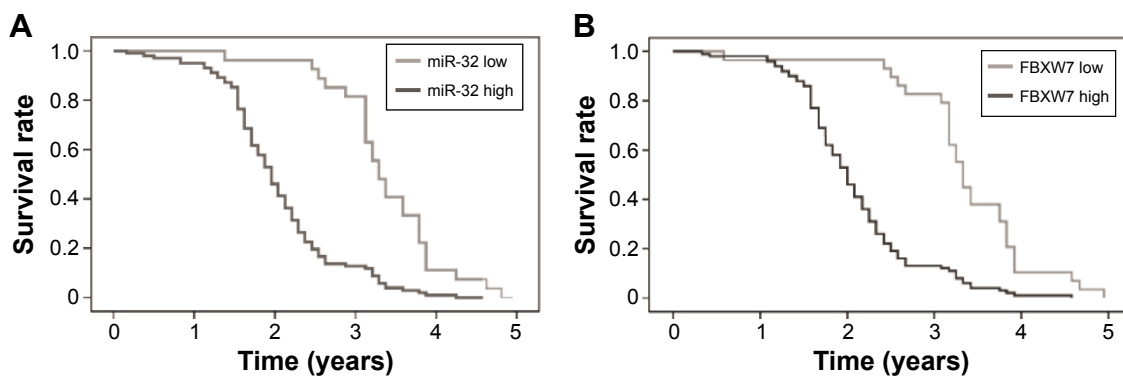 A
Survival rate
1.0
0.8
0.6
0.4
0.2
0
miR-32 low
miR-32 high
0 1 2 3 4 5
Time (years)
B
Survival rate
1.0
0.8
0.6
0.4
0.2
0
FBXW7 low
FBXW7 high
0 1 2 3 4 5
Time (years)